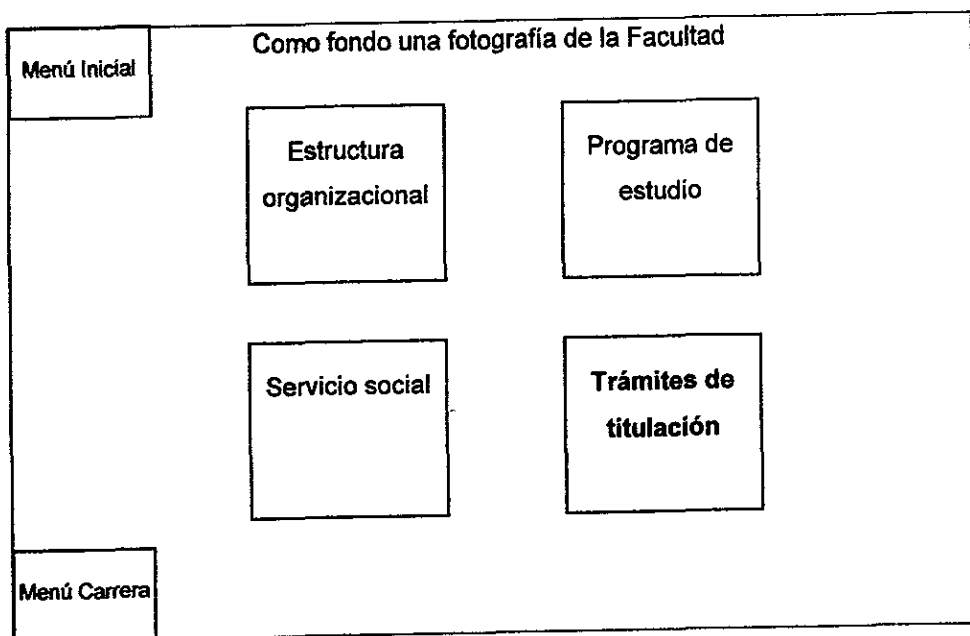 Como fondo una fotografía de la Facultad
Menú Inicial
Estructura
organizacional
Programa de
estudio
Servicio social
Trámites de
titulación
Menú Carrera